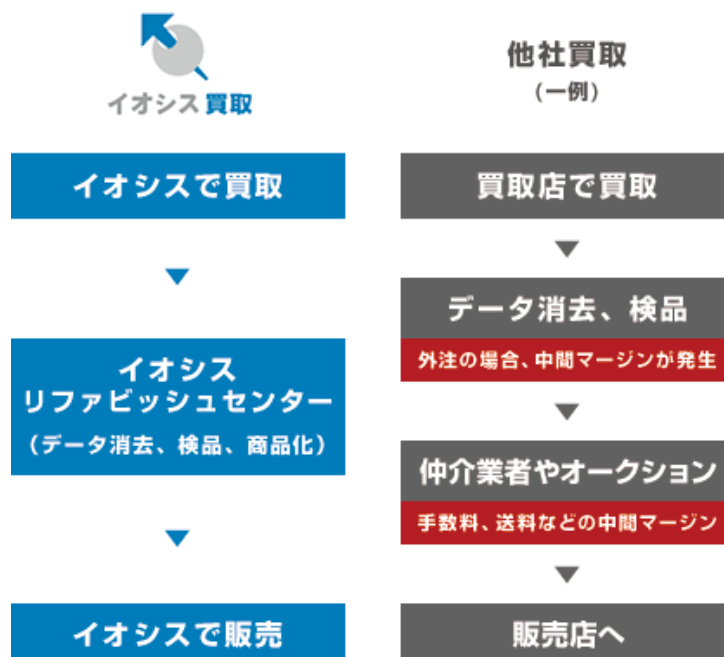 イオシス買取
イオシスで買取
イオシス
リファビッシュセンター
（データ消去、検品、商品化）
イオシスで販売
他社買取
（一例）
買取店で買取
データ消去、検品
外注の場合、中間マージンが発生
仲介業者やオークション
手数料、送料などの中間マージン
販売店へ